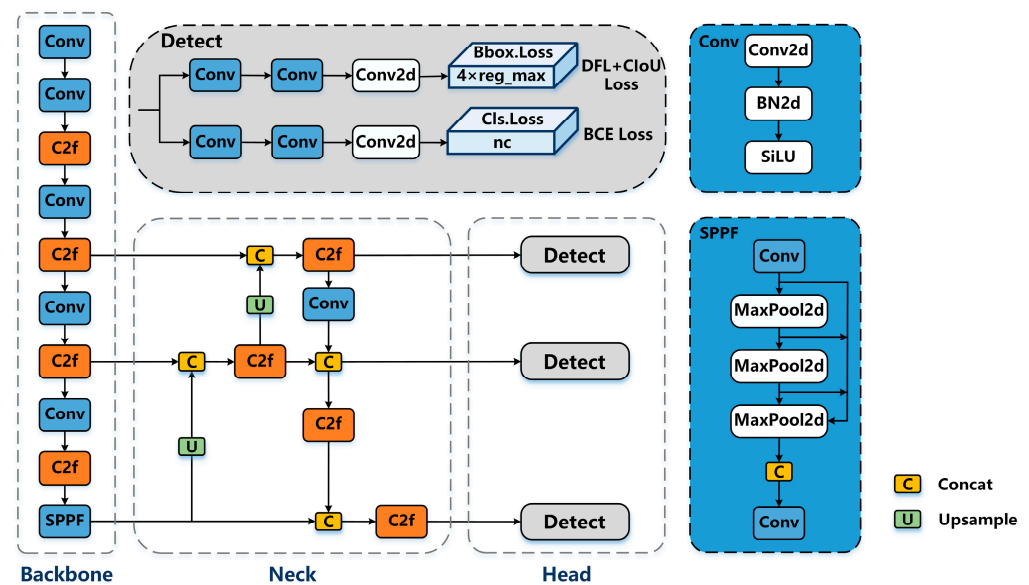 Conv
Conv
C2f
Conv
C2f
Conv
C2f
Conv
C2f
SPPF
Backbone
Detect
Conv
Conv
Conv2d
Bbox.Loss
4×reg_max
DFL+CIoU
Loss
Conv
Conv
Conv2d
Cls.Loss
nc
BCE Loss
C
C2f
U
Conv
C
C2f
C
C2f
U
C
C2f
Neck
Detect
Detect
Detect
Head
Conv
Conv2d
BN2d
SiLU
SPPF
Conv
MaxPool2d
MaxPool2d
MaxPool2d
C
Conv
C Concat
U Upsample